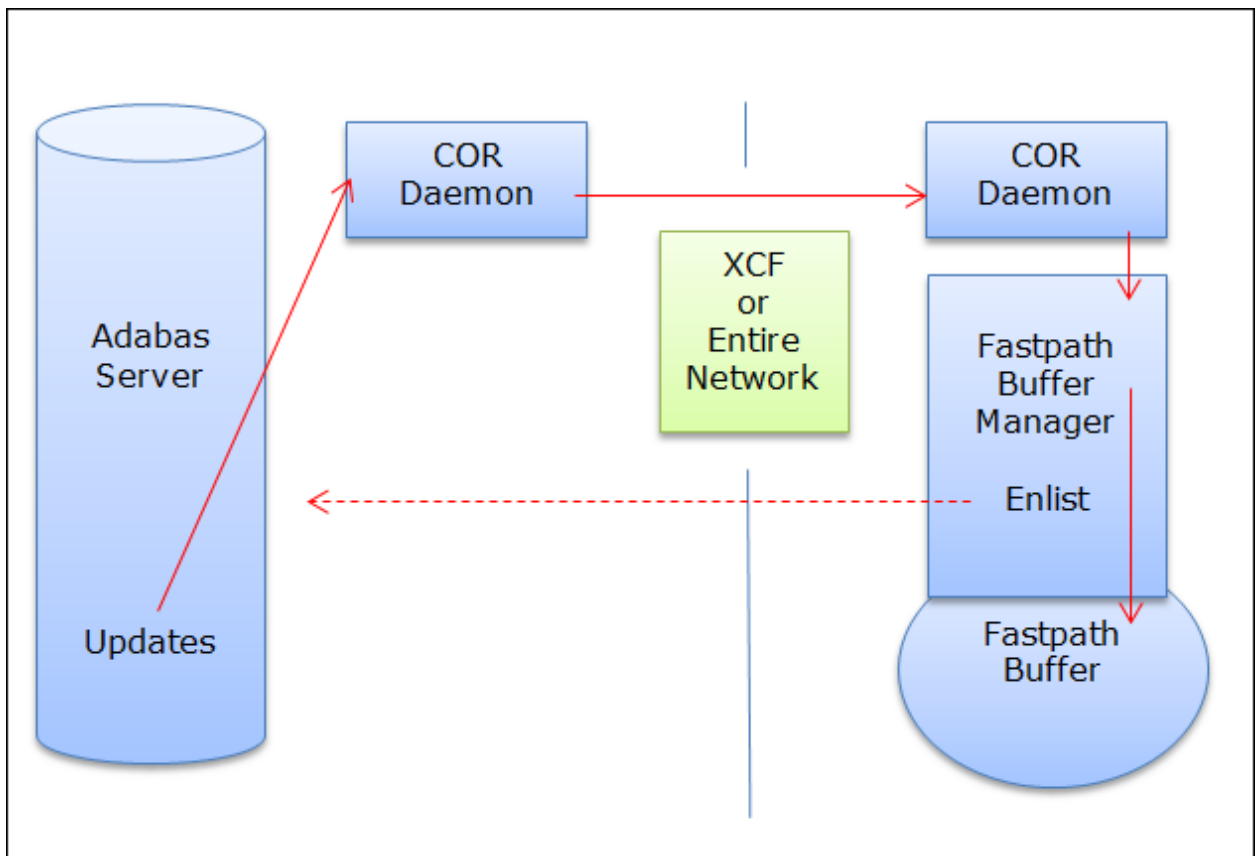 COR
Daemon
COR
Daemon
XCF
or
Entire
Network
Adabas
Server
Fastpath
Buffer
Manager
Enlist
Updates
Fastpath
Buffer